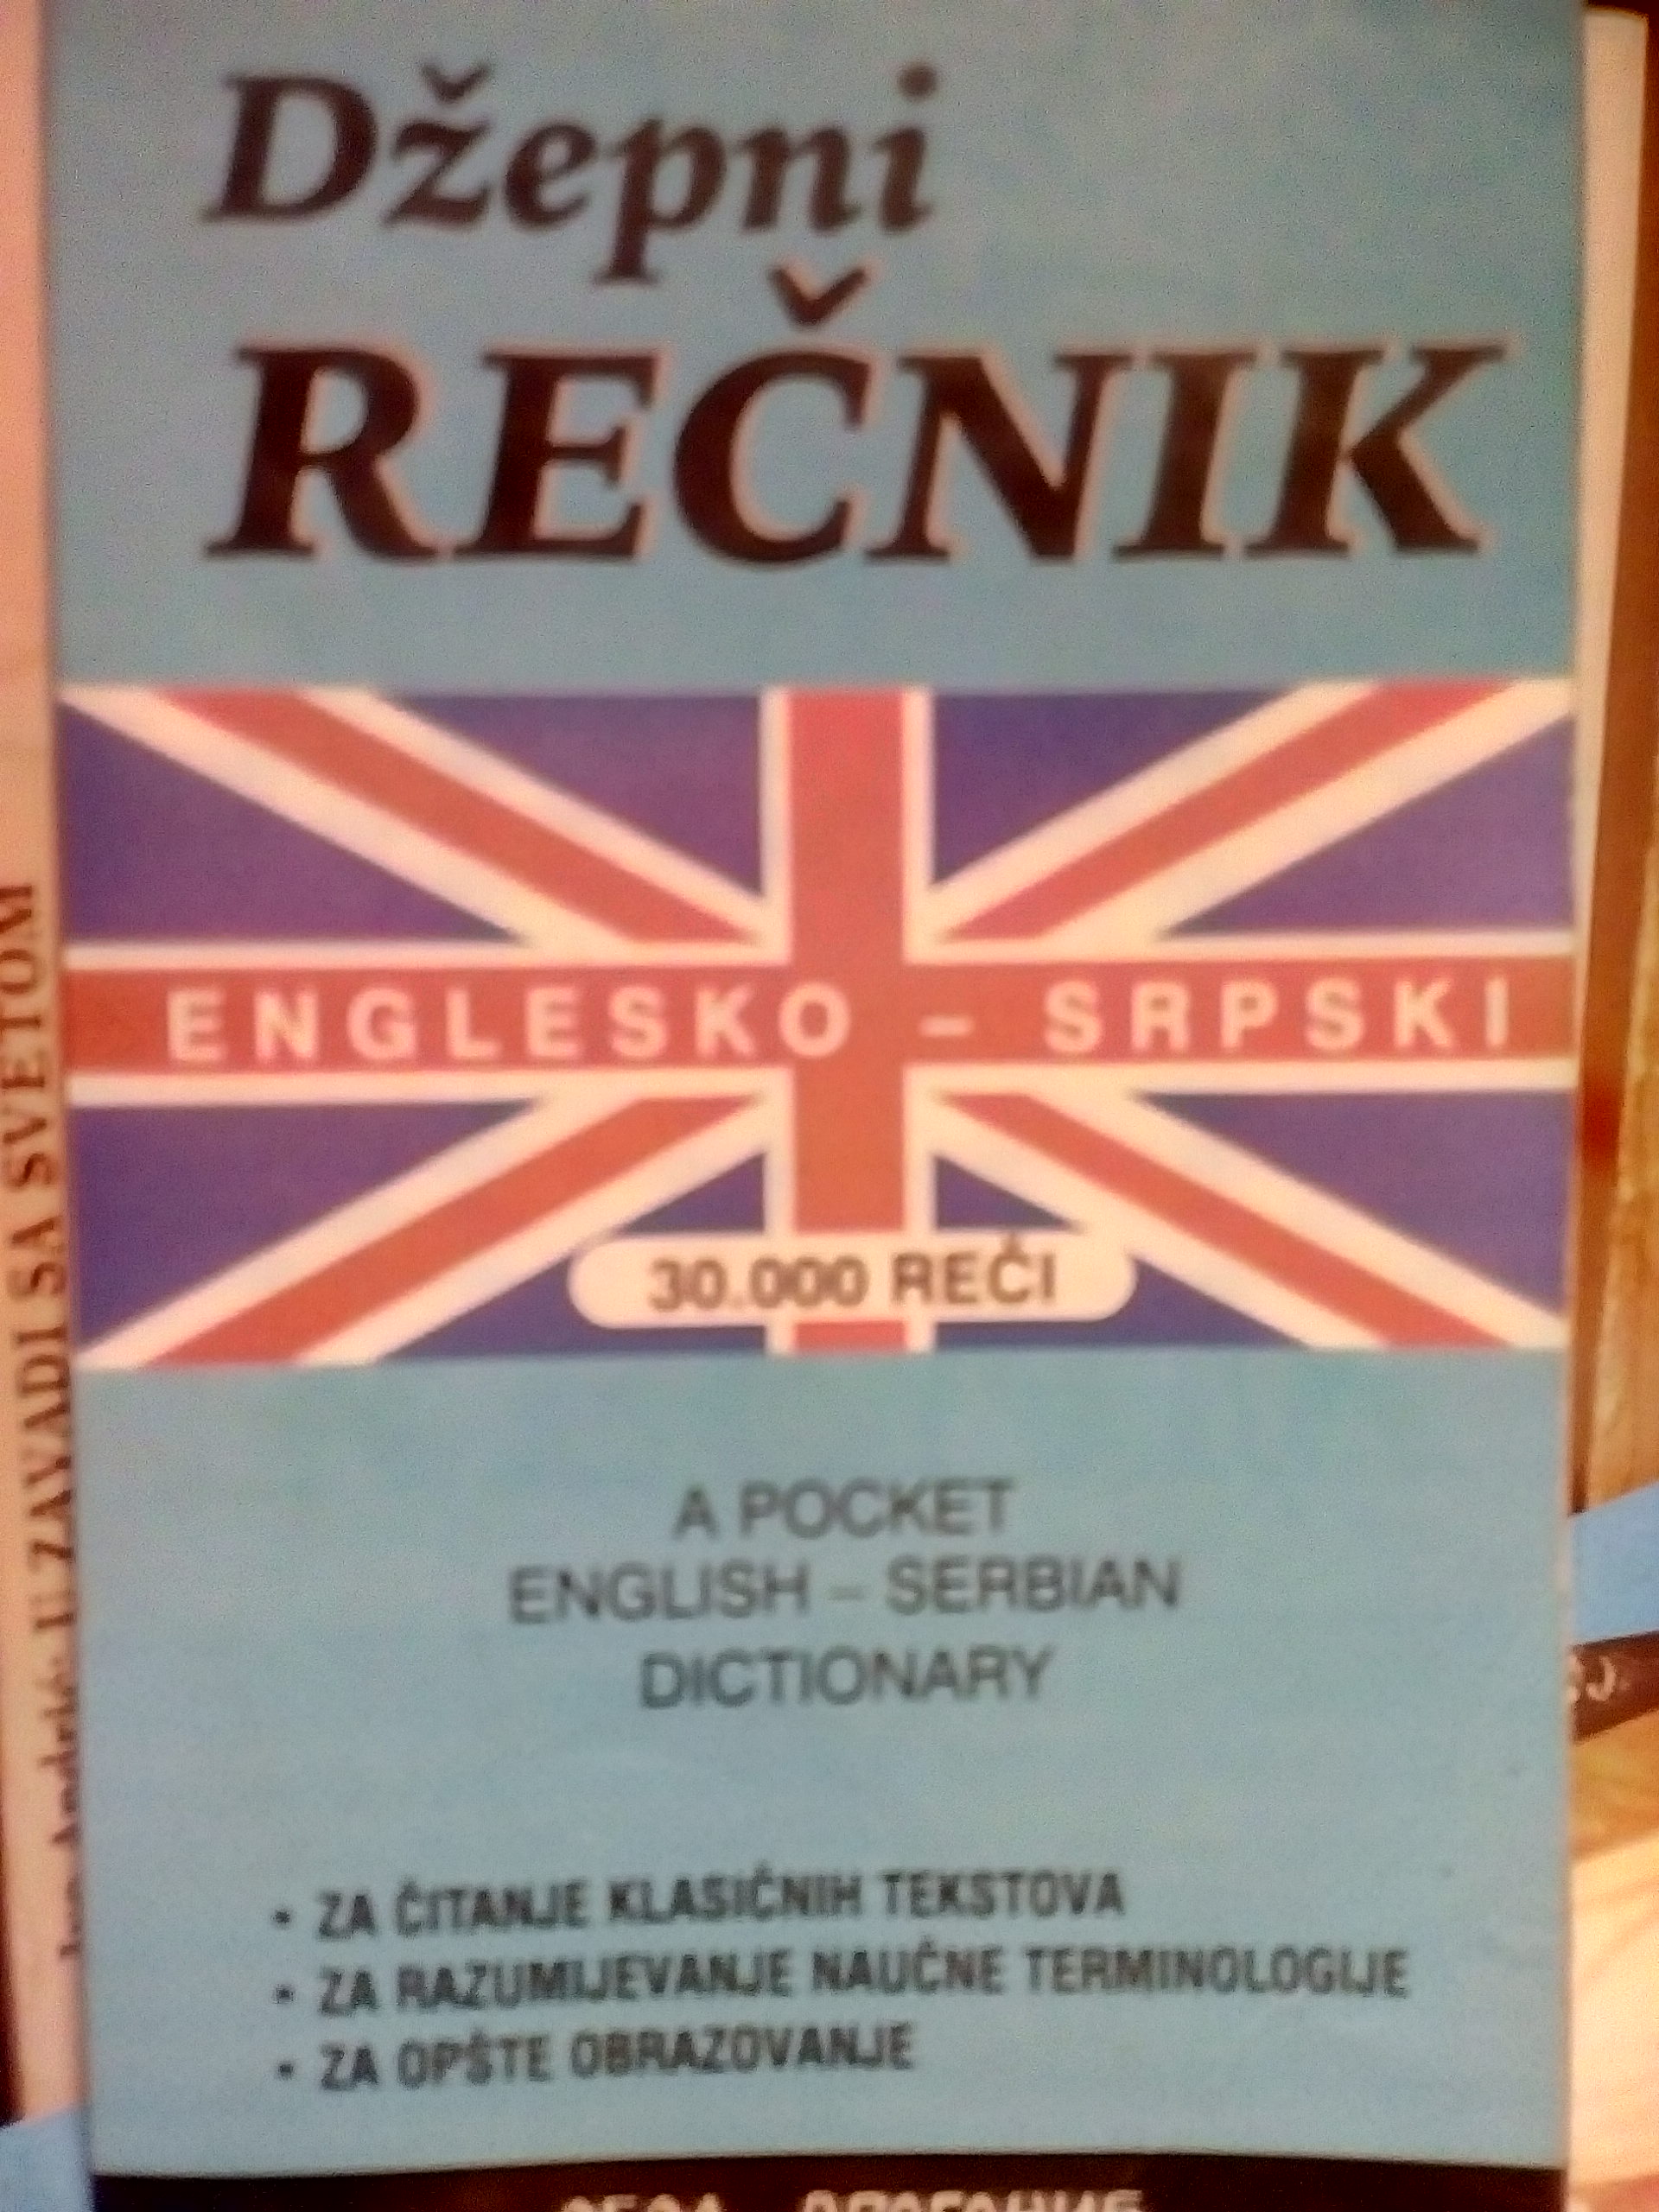 Džepni
REČNIK
ENGLESKO – SRPSKI
30.000 REČI
A POCKET
ENGLISH – SERBIAN
DICTIONARY
• ZA ČITANJE KLASIČNIH TEKSTOVA
• ZA RAZUMIJEVANJE NAUČNE TERMINOLOGIJE
• ZA OPŠTE OBRAZOVANJE
Andrić: U ZAVADI SA SVETOM